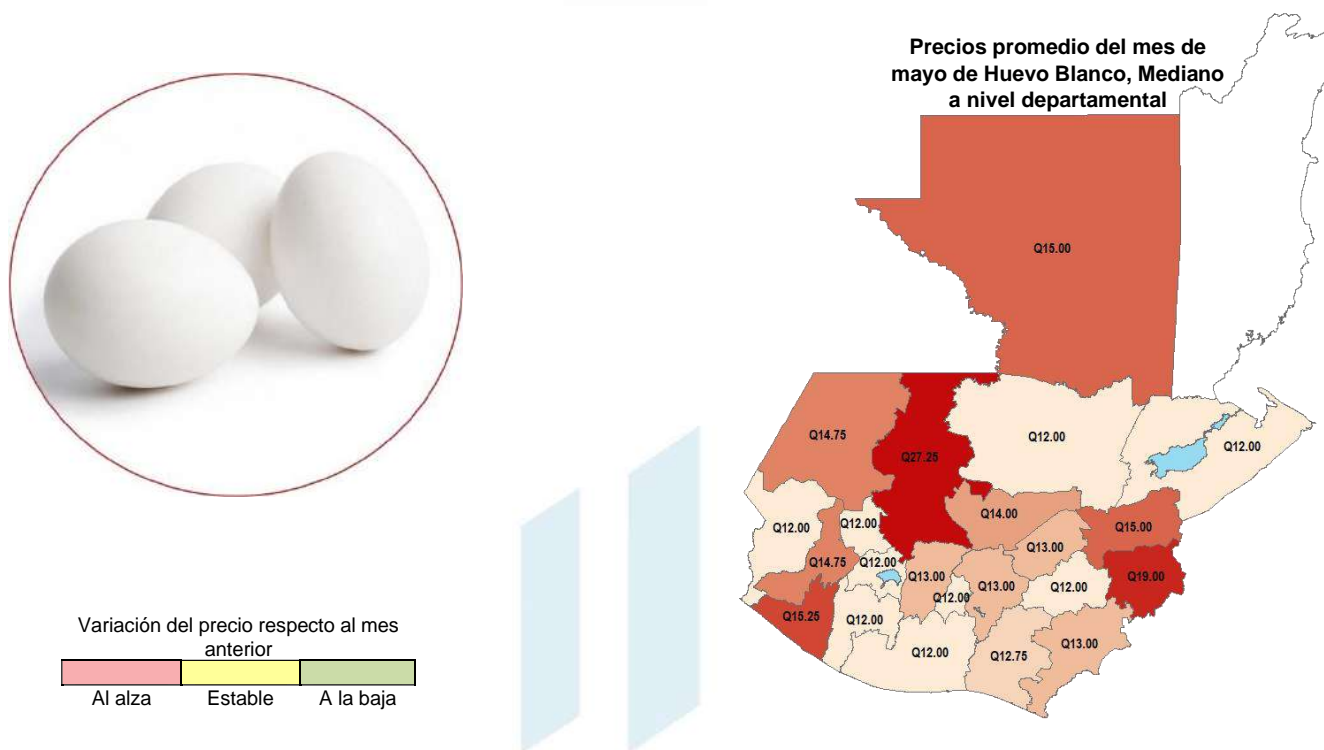 Precios promedio del mes de
mayo de Huevo Blanco, Mediano
a nivel departamental
Q15.00
Q14.75
Q27.25
Q12.00
Q12.00
Q12.00
Q12.00
Q14.00
Q15.00
Q13.00
Q14.75
Q12.00
Q13.00
Q13.00
Q12.00
Q12.00
Q19.00
Q15.25
Q12.00
Q12.00
Q12.75
Q13.00
Variación del precio respecto al mes
anterior
Al alza Estable A la baja